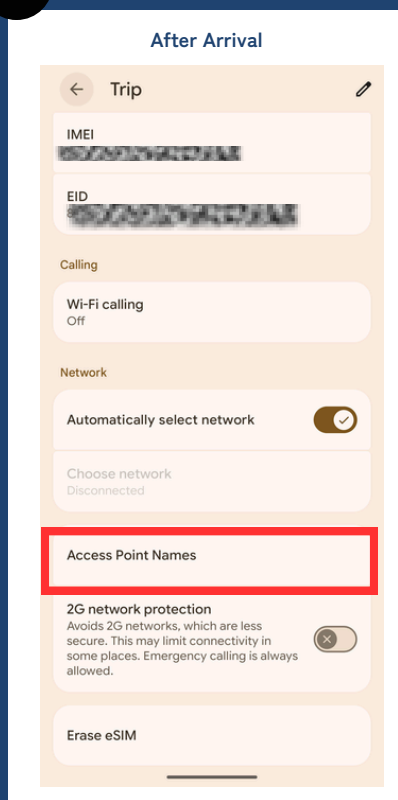 After Arrival
Trip
IMEI
EID
Calling
Wi-Fi calling
Off
Network
Automatically select network
Choose network
Disconnected
Access Point Names
2G network protection
Avoids 2G networks, which are less
secure. This may limit connectivity in
some places. Emergency calling is always
allowed.
Erase eSIM